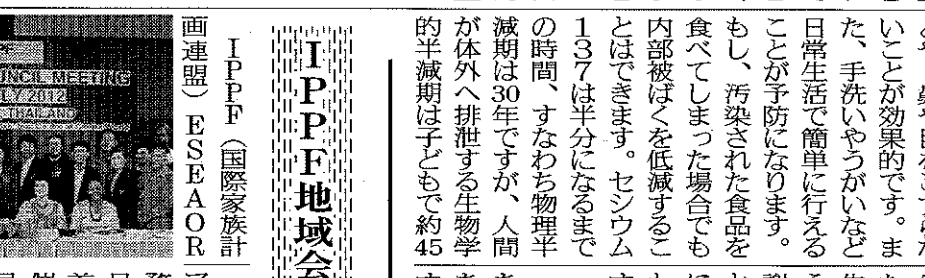 いことが効果的です。ま
た、手洗いやうがいなど
日常生活で簡単に行える
ことが予防になります。
もし、汚染された食品を
食べてしまった場合でも
内部被ばくを低減するこ
とはできます。セシウム
137は半分になるまで
の時間、すなわち物理半
減期は30年ですが、人間
が体外へ排泄する生物学
的半減期は子どもで約45
IPPF地域会
IPPF（国際家族計
画連盟）ESEAOR
COUNCIL MEETING
LY 2012
THAILAND